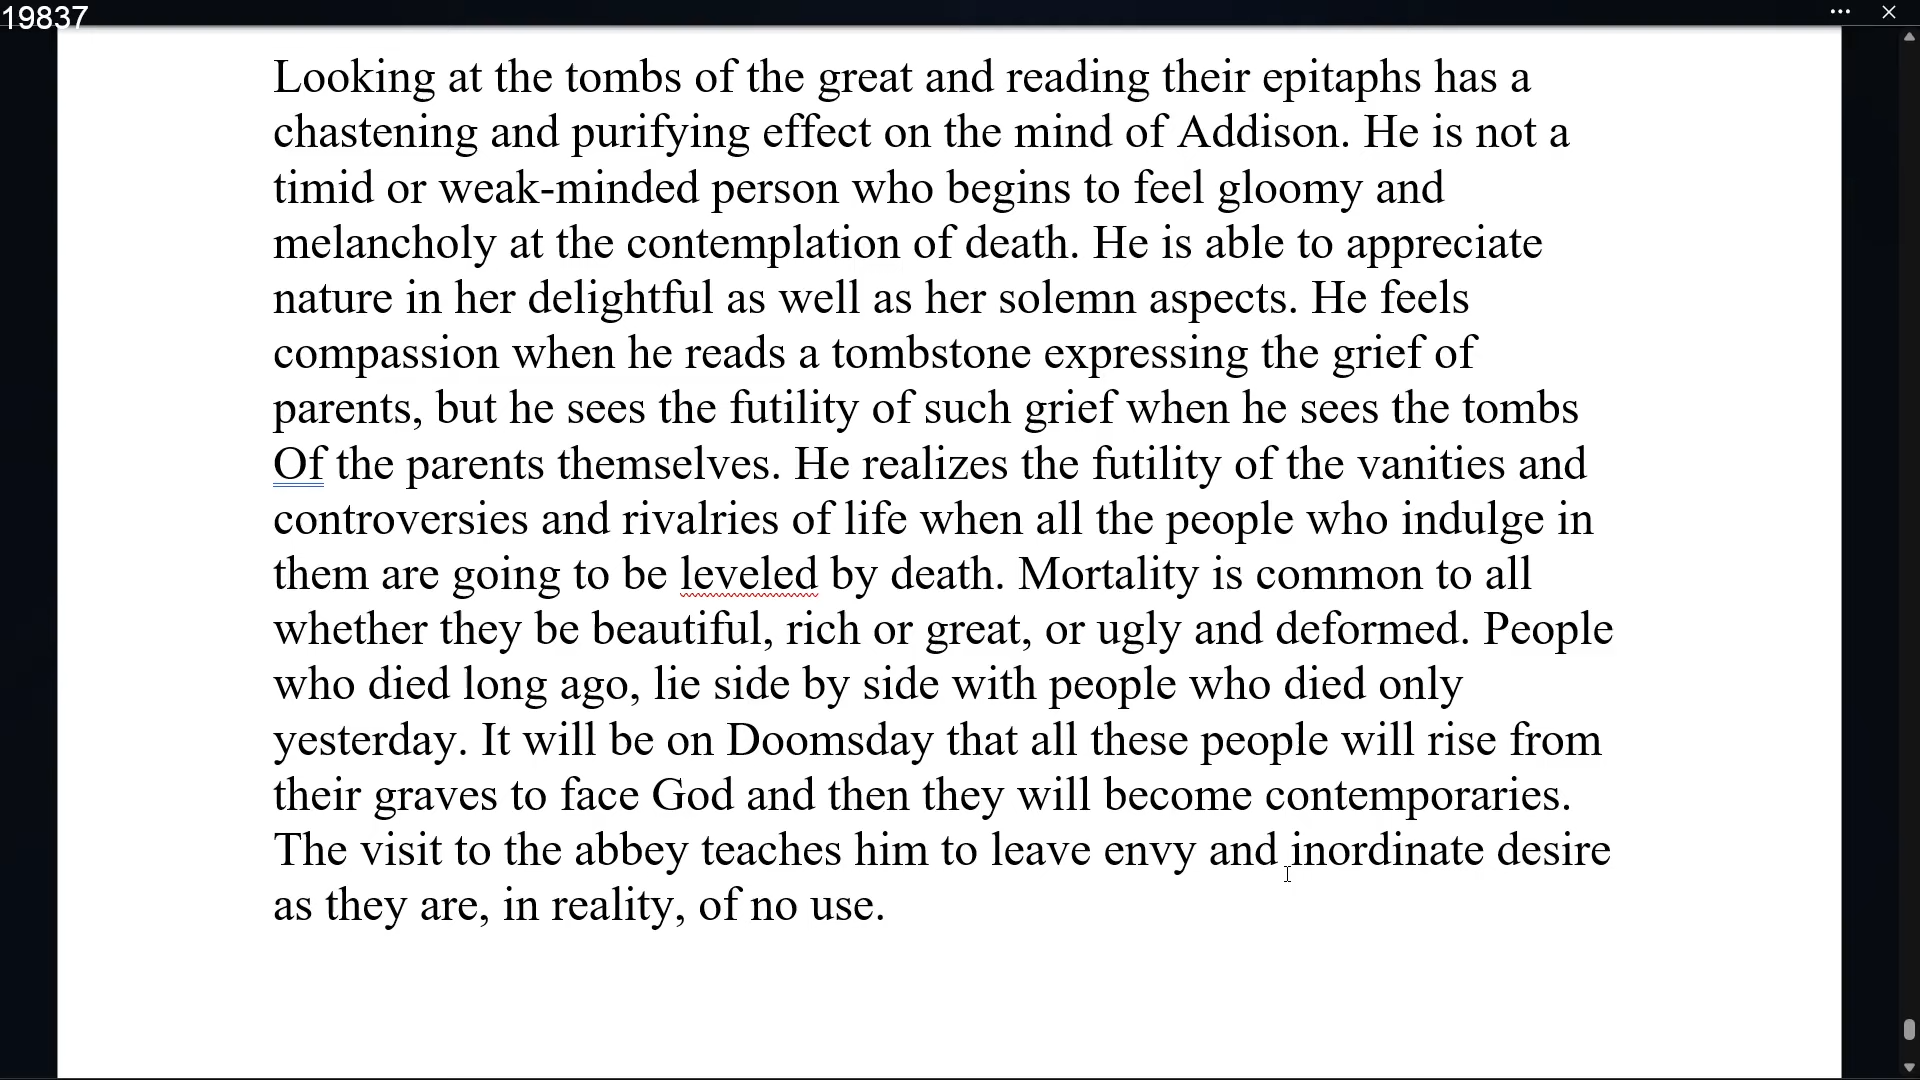 19837
Looking at the tombs of the great and reading their epitaphs has a
chastening and purifying effect on the mind of Addison. He is not a
timid or weak-minded person who begins to feel gloomy and
melancholy at the contemplation of death. He is able to appreciate
nature in her delightful as well as her solemn aspects. He feels
compassion when he reads a tombstone expressing the grief of
parents, but he sees the futility of such grief when he sees the tombs
Of the parents themselves. He realizes the futility of the vanities and
controversies and rivalries of life when all the people who indulge in
them are going to be leveled by death. Mortality is common to all
whether they be beautiful, rich or great, or ugly and deformed. People
who died long ago, lie side by side with people who died only
yesterday. It will be on Doomsday that all these people will rise from
their graves to face God and then they will become contemporaries.
The visit to the abbey teaches him to leave envy and inordinate desire
as they are, in reality, of no use.